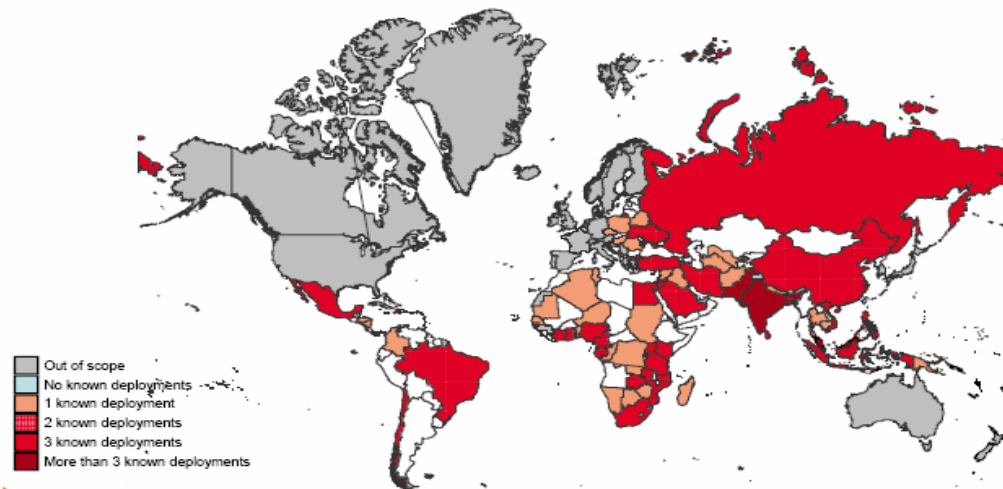 Out of scope
No known deployments
1 known deployment
2 known deployments
3 known deployments
More than 3 known deployments